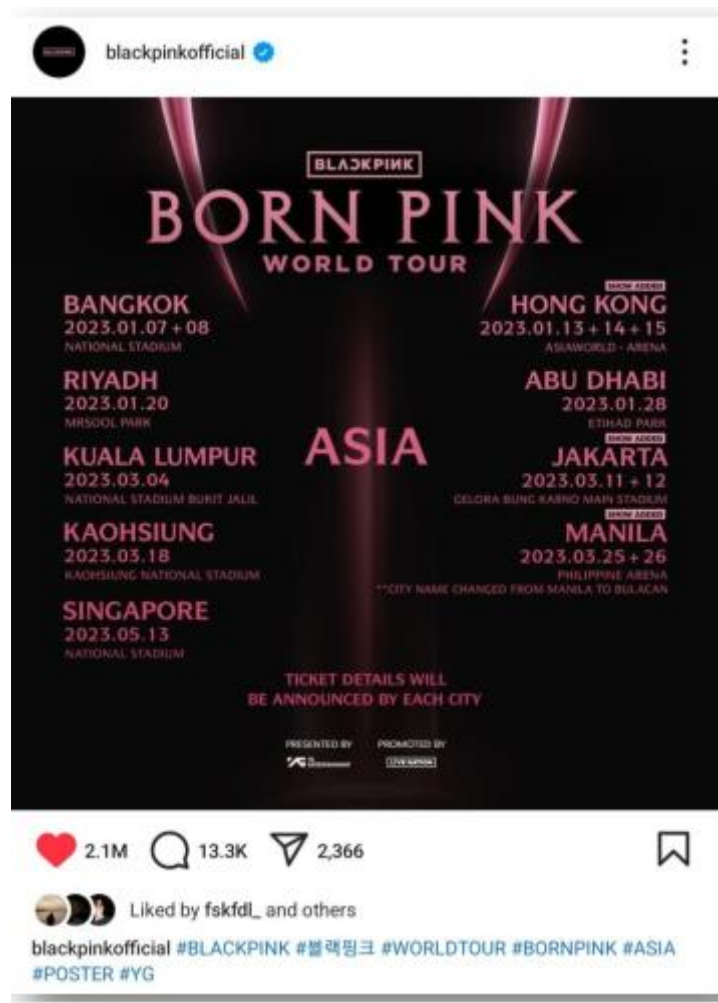 blackpinkofficial
BLAƆKPIИK
BORN PINK
WORLD TOUR
BANGKOK
2023.01.07 + 08
NATIONAL STADIUM
RIYADH
2023.01.20
MRSOOL PARK
KUALA LUMPUR
2023.03.04
NATIONAL STADIUM BUKIT JALIL
KAOHSIUNG
2023.03.18
KAOHSIUNG NATIONAL STADIUM
SINGAPORE
2023.05.13
NATIONAL STADIUM
ASIA
SHOW ADDED
HONG KONG
2023.01.13 + 14 + 15
ASIAWORLD - ARENA
ABU DHABI
2023.01.28
ETIHAD PARK
SHOW ADDED
JAKARTA
2023.03.11 + 12
GELORA BUNG KARNO MAIN STADIUM
SHOW ADDED
MANILA
2023.03.25 + 26
PHILIPPINE ARENA
**CITY NAME CHANGED FROM MANILA TO BULACAN
TICKET DETAILS WILL
BE ANNOUNCED BY EACH CITY
PRESENTED BY PROMOTED BY
YG LIVE NATION
2.1M 13.3K 2,366
Liked by fskfdl_ and others
blackpinkofficial #BLACKPINK #블랙핑크 #WORLDTOUR #BORNPINK #ASIA
#POSTER #YG